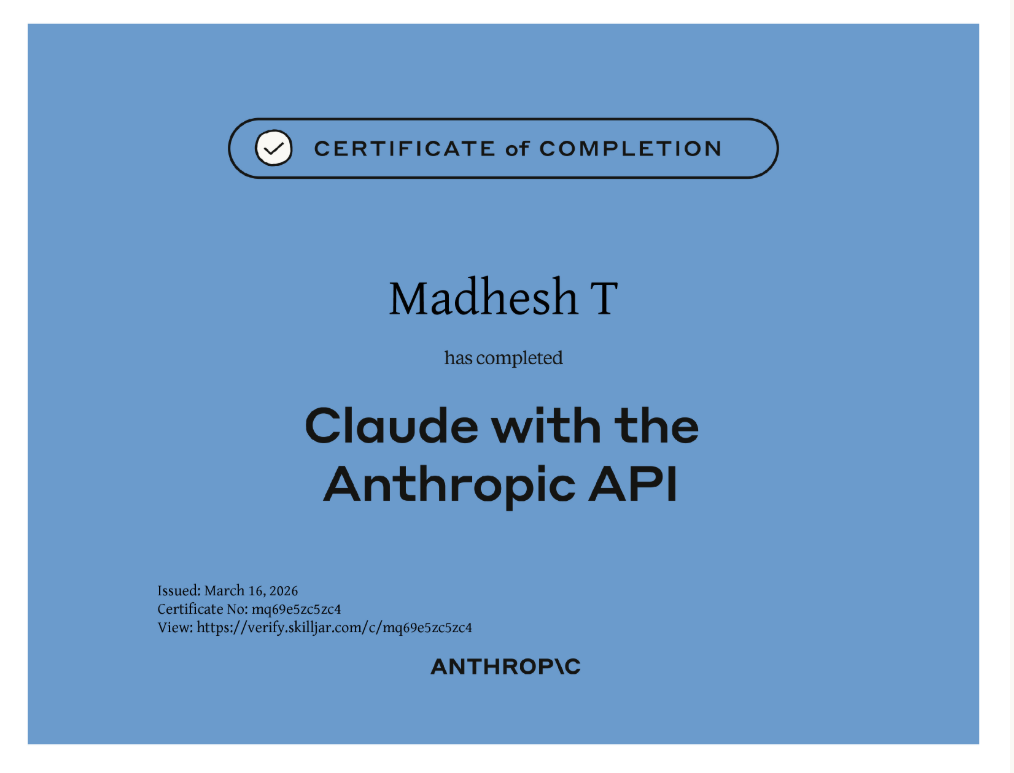 CERTIFICATE of COMPLETION
Madhesh T
has completed
Claude with the
Anthropic API
Issued: March 16, 2026
Certificate No: mq69e5zc5zc4
View: https://verify.skilljar.com/c/mq69e5zc5zc4
ANTHROP\C